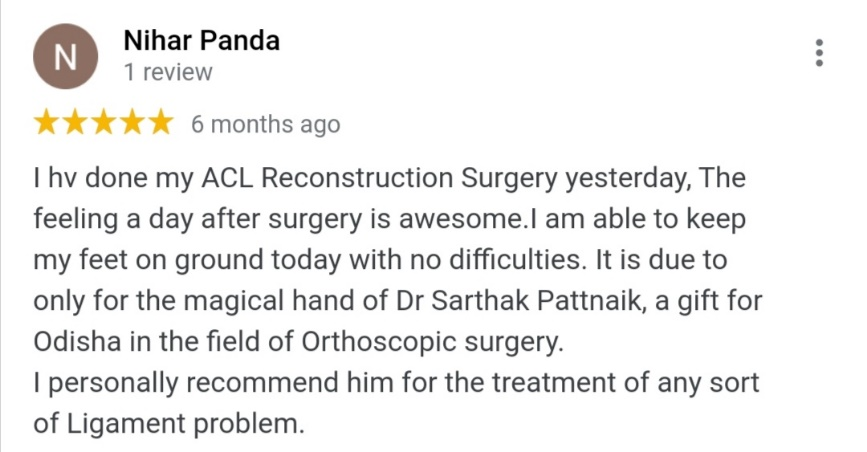 N
Nihar Panda
1 review
6 months ago
I hv done my ACL Reconstruction Surgery yesterday, The
feeling a day after surgery is awesome.I am able to keep
my feet on ground today with no difficulties. It is due to
only for the magical hand of Dr Sarthak Pattnaik, a gift for
Odisha in the field of Orthoscopic surgery.
I personally recommend him for the treatment of any sort
of Ligament problem.